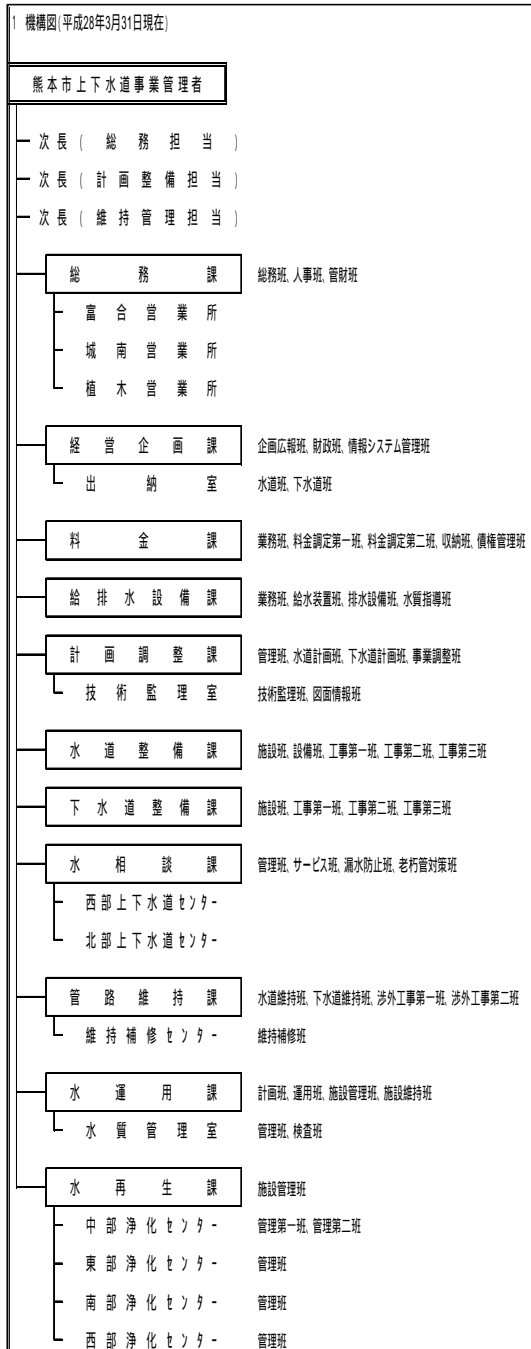 1 機構図(平成28年3月31日現在)
熊本市上下水道事業管理者
次長(総務担当)
次長(計画整備担当)
次長(維持管理担当)
総務課 総務班, 人事班, 管財班
富合営業所
城南営業所
植木営業所
経営企画課 企画広報班, 財政班, 情報システム管理班
出納室 水道班, 下水道班
料金課 業務班, 料金調定第一班, 料金調定第二班, 収納班, 債権管理班
給排水設備課 業務班, 給水装置班, 排水設備班, 水質指導班
計画調整課 管理班, 水道計画班, 下水道計画班, 事業調整班
技術監理室 技術監理班, 図面情報班
水道整備課 施設班, 設備班, 工事第一班, 工事第二班, 工事第三班
下水道整備課 施設班, 工事第一班, 工事第二班, 工事第三班
水相談課 管理班, サービス班, 漏水防止班, 老朽管対策班
西部上下水道センター
北部上下水道センター
管路維持課 水道維持班, 下水道維持班, 渉外工事第一班, 渉外工事第二班
維持補修センター 維持補修班
水運用課 計画班, 運用班, 施設管理班, 施設維持班
水質管理室 管理班, 検査班
水再生課 施設管理班
中部浄化センター 管理第一班, 管理第二班
東部浄化センター 管理班
南部浄化センター 管理班
西部浄化センター 管理班